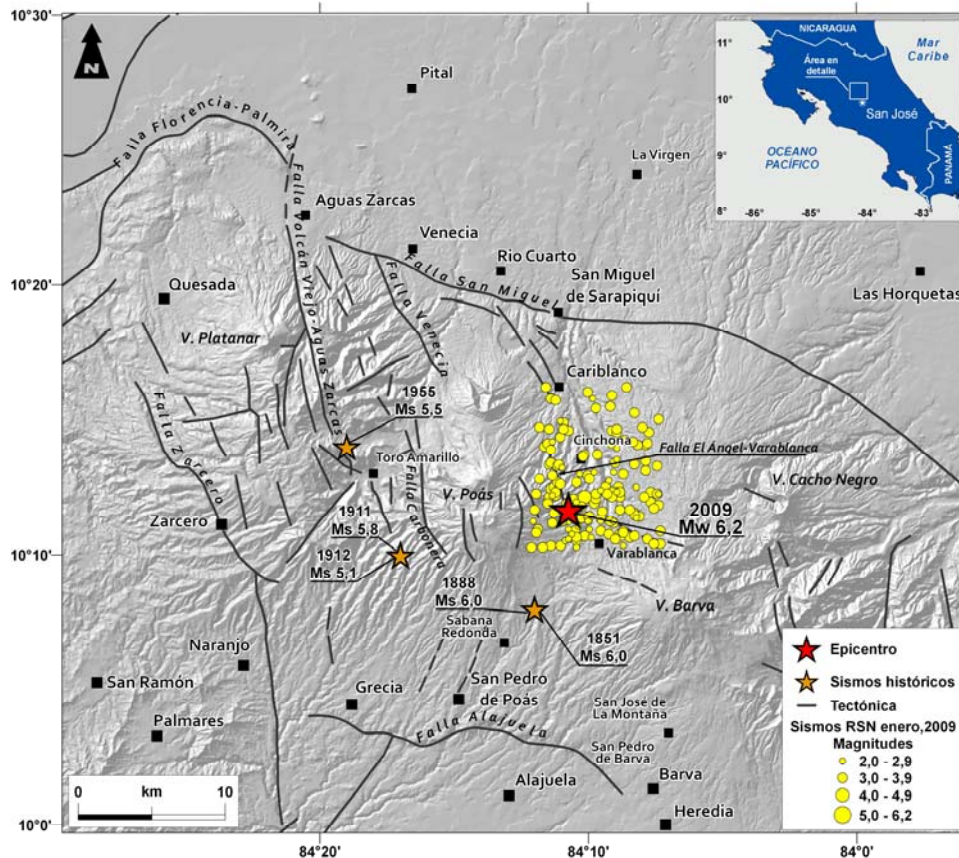 10°30'
10°20'
10°10'
10°0'
84°20'
84°10'
84°0'
N
Pital
La Virgen
Falla Florencia-Palmira
Falla Volcán Viejo-Aguas Zarcas
Aguas Zarcas
Venecia
Rio Cuarto
San Miguel
de Sarapiquí
Falla San Miguel
Falla Venecia
Las Horquetas
Quesada
V. Platanar
Cariblanco
1955
Ms 5,5
Cinchona
Falla El Ángel-Varablanca
Toro Amarillo
Falla Zarcero
Falla Carbonera
V. Poás
V. Cacho Negro
Zarcero
1911
Ms 5,8
2009
Mw 6,2
1912
Ms 5,1
Varablanca
1888
Ms 6,0
V. Barva
Sabana
Redonda
1851
Ms 6,0
Naranjo
San Ramón
Grecia
San Pedro
de Poás
San José de
La Montaña
Palmares
Falla Alajuela
San Pedro
de Barva
Alajuela
Barva
Heredia
0 km 10
NICARAGUA
Mar
Caribe
Área en
detalle
San José
OCÉANO
PACÍFICO
PANAMÁ
11°
10°
9°
8°
-86°
-85°
-84°
-83°
Epicentro
Sismos históricos
Tectónica
Sismos RSN enero,2009
Magnitudes
2,0 - 2,9
3,0 - 3,9
4,0 - 4,9
5,0 - 6,2